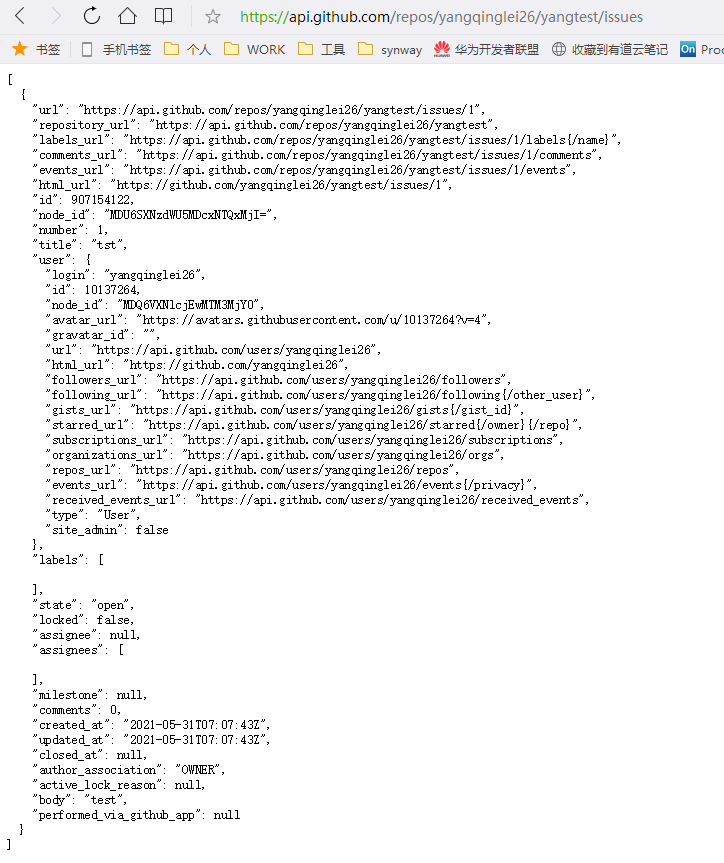 https://api.github.com/repos/yangqinglei26/yangtest/issues
书签 手机书签 个人 WORK 工具 synway 华为开发者联盟 收藏到有道云笔记 On Proc
[
  {
    "url": "https://api.github.com/repos/yangqinglei26/yangtest/issues/1",
    "repository_url": "https://api.github.com/repos/yangqinglei26/yangtest",
    "labels_url": "https://api.github.com/repos/yangqinglei26/yangtest/issues/1/labels{/name}",
    "comments_url": "https://api.github.com/repos/yangqinglei26/yangtest/issues/1/comments",
    "events_url": "https://api.github.com/repos/yangqinglei26/yangtest/issues/1/events",
    "html_url": "https://github.com/yangqinglei26/yangtest/issues/1",
    "id": 907154122,
    "node_id": "MDU6SXNzdWU5MDcxNTQxMjI=",
    "number": 1,
    "title": "tst",
    "user": {
      "login": "yangqinglei26",
      "id": 10137264,
      "node_id": "MDQ6VXNlcjEwMTM3MjY0",
      "avatar_url": "https://avatars.githubusercontent.com/u/10137264?v=4",
      "gravatar_id": "",
      "url": "https://api.github.com/users/yangqinglei26",
      "html_url": "https://github.com/yangqinglei26",
      "followers_url": "https://api.github.com/users/yangqinglei26/followers",
      "following_url": "https://api.github.com/users/yangqinglei26/following{/other_user}",
      "gists_url": "https://api.github.com/users/yangqinglei26/gists{/gist_id}",
      "starred_url": "https://api.github.com/users/yangqinglei26/starred{/owner}{/repo}",
      "subscriptions_url": "https://api.github.com/users/yangqinglei26/subscriptions",
      "organizations_url": "https://api.github.com/users/yangqinglei26/orgs",
      "repos_url": "https://api.github.com/users/yangqinglei26/repos",
      "events_url": "https://api.github.com/users/yangqinglei26/events{/privacy}",
      "received_events_url": "https://api.github.com/users/yangqinglei26/received_events",
      "type": "User",
      "site_admin": false
    },
    "labels": [
    ],
    "state": "open",
    "locked": false,
    "assignee": null,
    "assignees": [
    ],
    "milestone": null,
    "comments": 0,
    "created_at": "2021-05-31T07:07:43Z",
    "updated_at": "2021-05-31T07:07:43Z",
    "closed_at": null,
    "author_association": "OWNER",
    "active_lock_reason": null,
    "body": "test",
    "performed_via_github_app": null
  }
]